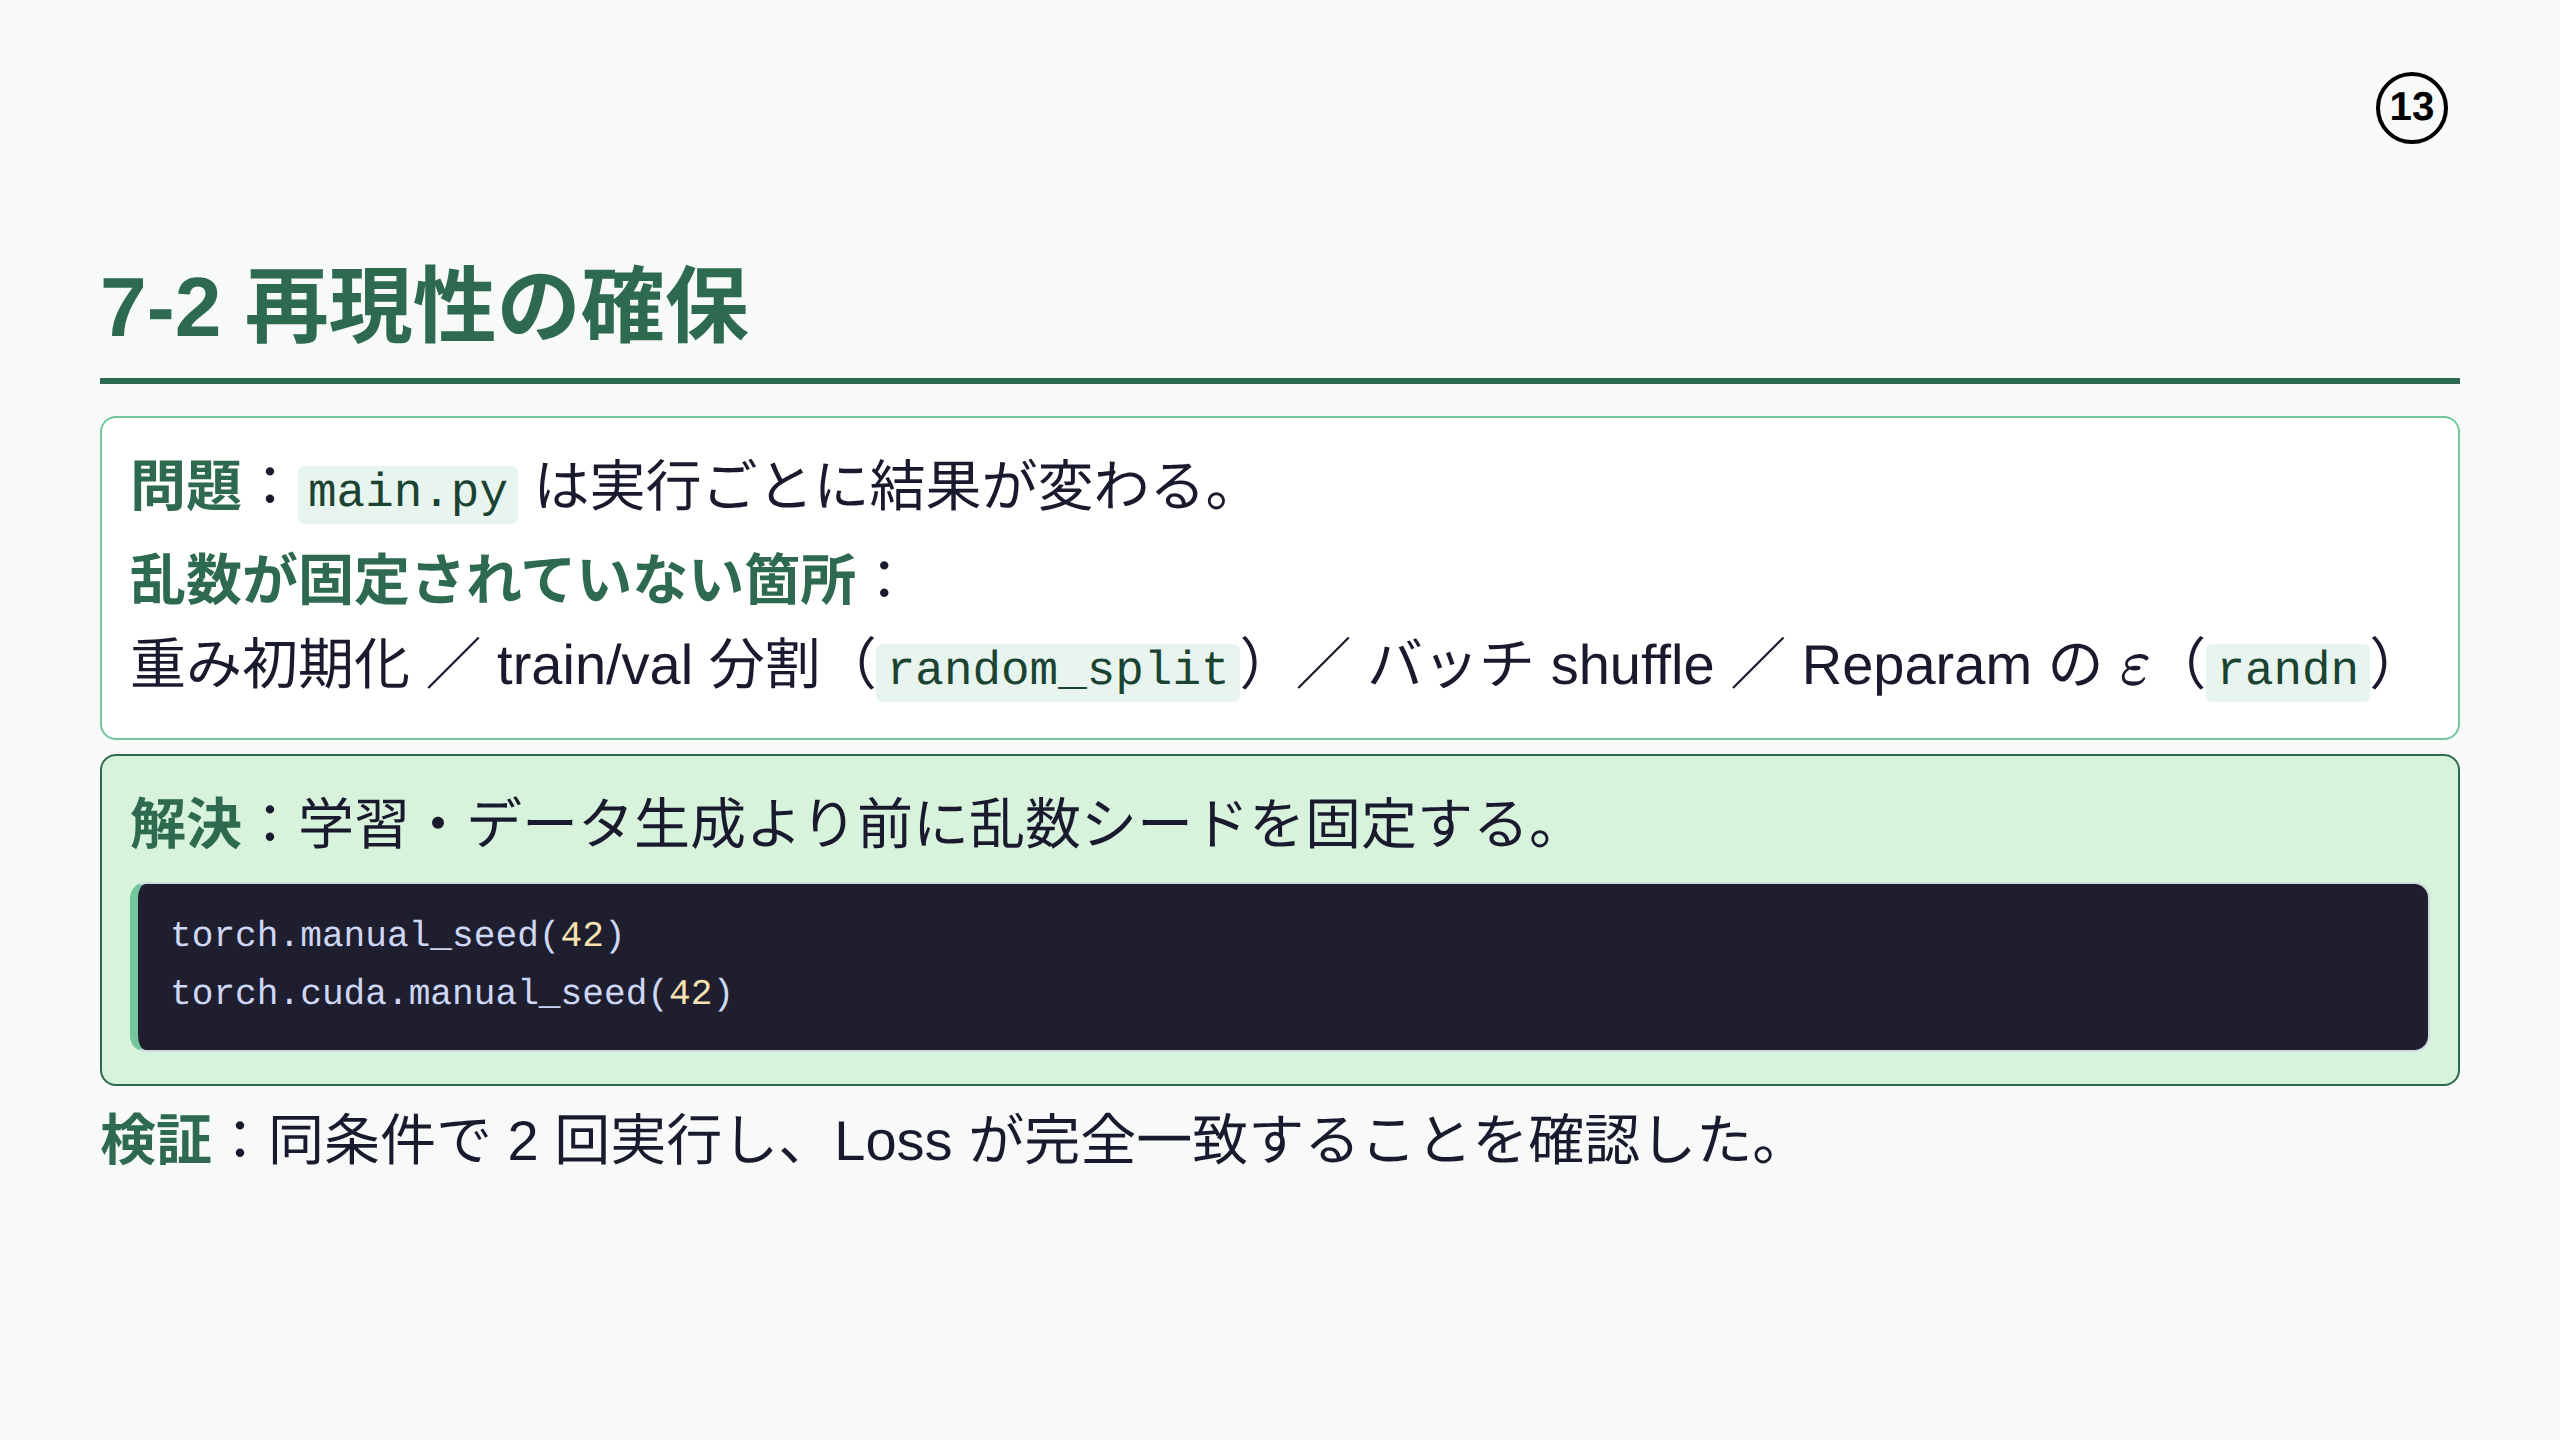 13
7-2 再現性の確保
問題：main.py は実行ごとに結果が変わる。
乱数が固定されていない箇所：
重み初期化 ／ train/val 分割（random_split）／ バッチ shuffle ／ Reparam の ε（randn）
解決：学習・データ生成より前に乱数シードを固定する。
torch.manual_seed(42)
torch.cuda.manual_seed(42)
検証：同条件で 2 回実行し、Loss が完全一致することを確認した。